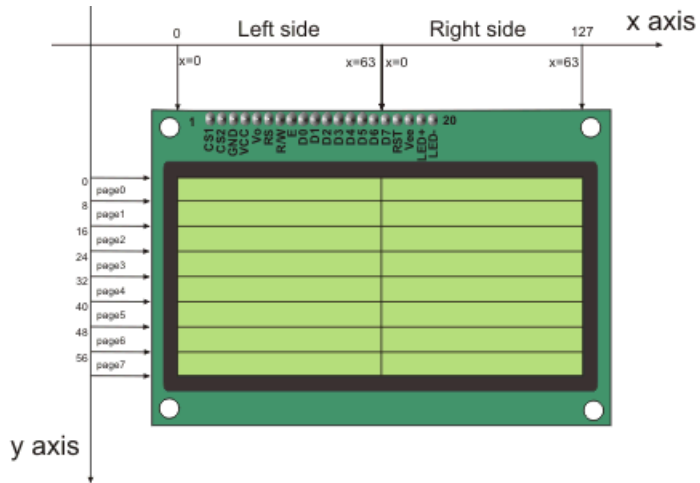 0 Left side Right side 127 x axis
x=0 x=63 x=0 x=63
1 20
CS1 CS2 GND VCC Vo RS R/W E D0 D1 D2 D3 D4 D5 D6 D7 RST Vee LED+ LED-
0
page0
8
page1
16
page2
24
page3
32
page4
40
page5
48
page6
56
page7
y axis